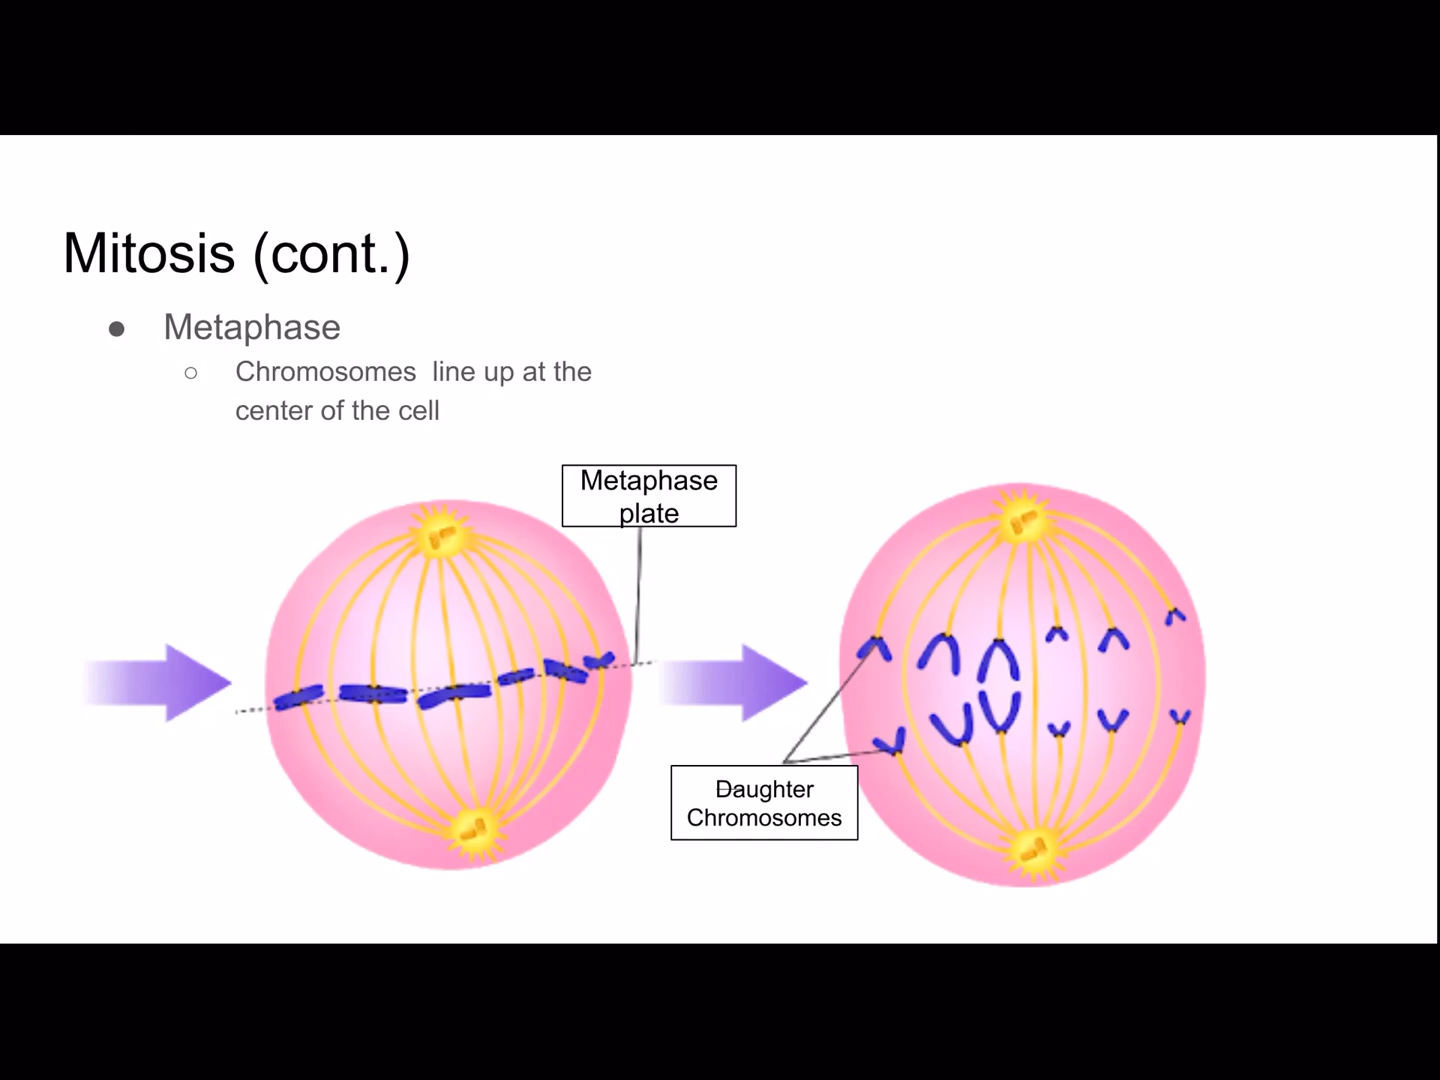 Mitosis (cont.)
● Metaphase
○ Chromosomes line up at the
center of the cell
Metaphase
plate
Daughter
Chromosomes